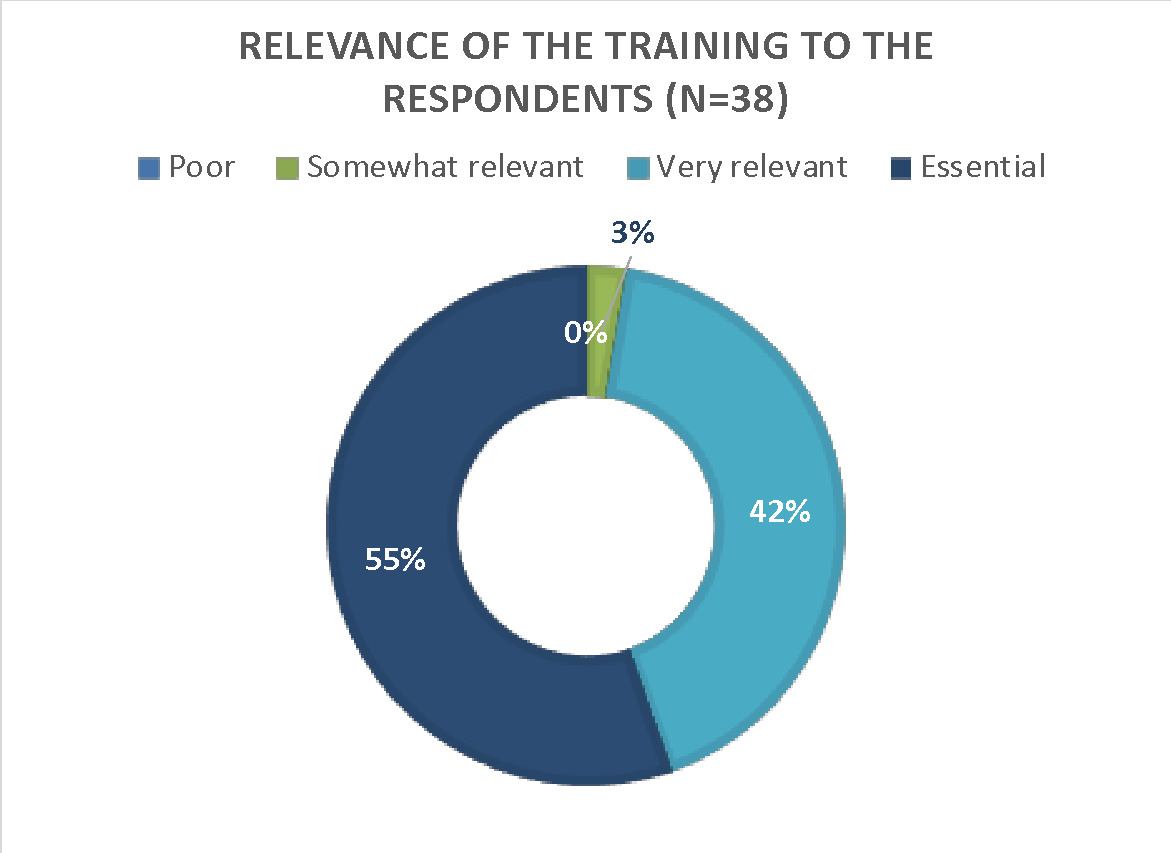 RELEVANCE OF THE TRAINING TO THE
RESPONDENTS (N=38)
Poor Somewhat relevant Very relevant Essential
3%
0%
42%
55%